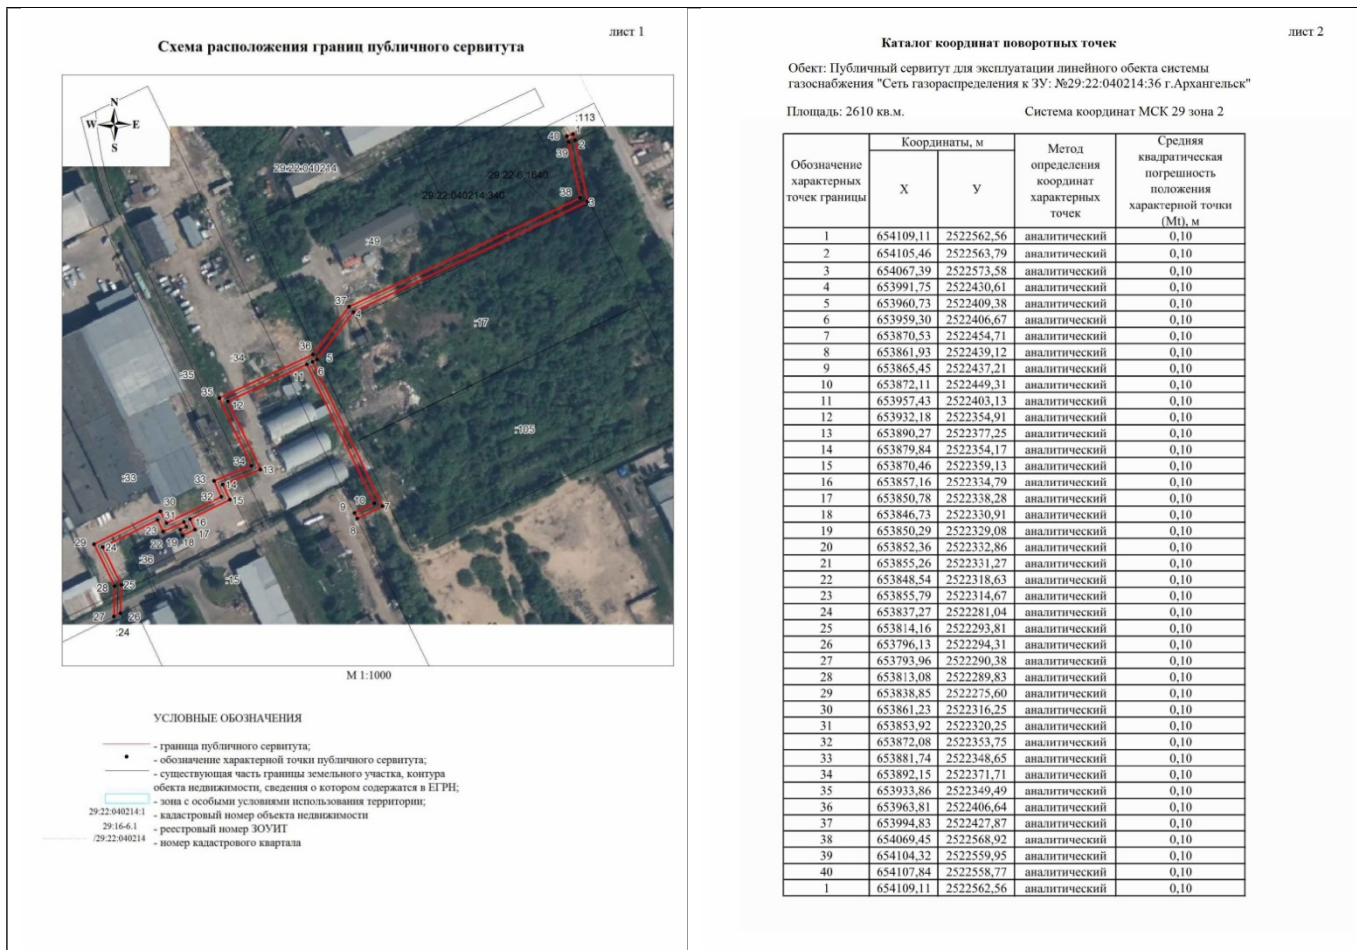 лист 1
Схема расположения границ публичного сервитута
N
W
E
S
:113
40
1
2
39
29:22:040214
29:22-6.1640
29:22:040214:340
38
3
:49
37
4
:17
36
:34
5
11
6
:35
35
12
:105
34
13
:33
33
14
32
15
30
10
7
31
9
16
8
23
17
22
19
18
29
24
:36
:15
28
25
27
26
:24
М 1:1000
УСЛОВНЫЕ ОБОЗНАЧЕНИЯ
- граница публичного сервитута;
- обозначение характерной точки публичного сервитута;
- существующая часть границы земельного участка, контура
обекта недвижимости, сведения о котором содержатся в ЕГРН;
- зона с особыми условиями использования территории;
29:22:040214:1 - кадастровый номер объекта недвижимости
29:16-6.1 - реестровый номер ЗОУИТ
/29:22:040214 - номер кадастрового квартала
лист 2
Каталог координат поворотных точек
Обект: Публичный сервитут для эксплуатации линейного обекта системы
газоснабжения "Сеть газораспределения к ЗУ: №29:22:040214:36 г.Архангельск"
Площадь: 2610 кв.м. Система координат МСК 29 зона 2
Обозначение характерных точек границы
Координаты, м
X
У
Метод определения координат характерных точек
Средняя квадратическая погрешность положения характерной точки (Mt), м
1 654109,11 2522562,56 аналитический 0,10
2 654105,46 2522563,79 аналитический 0,10
3 654067,39 2522573,58 аналитический 0,10
4 653991,75 2522430,61 аналитический 0,10
5 653960,73 2522409,38 аналитический 0,10
6 653959,30 2522406,67 аналитический 0,10
7 653870,53 2522454,71 аналитический 0,10
8 653861,93 2522439,12 аналитический 0,10
9 653865,45 2522437,21 аналитический 0,10
10 653872,11 2522449,31 аналитический 0,10
11 653957,43 2522403,13 аналитический 0,10
12 653932,18 2522354,91 аналитический 0,10
13 653890,27 2522377,25 аналитический 0,10
14 653879,84 2522354,17 аналитический 0,10
15 653870,46 2522359,13 аналитический 0,10
16 653857,16 2522334,79 аналитический 0,10
17 653850,78 2522338,28 аналитический 0,10
18 653846,73 2522330,91 аналитический 0,10
19 653850,29 2522329,08 аналитический 0,10
20 653852,36 2522332,86 аналитический 0,10
21 653855,26 2522331,27 аналитический 0,10
22 653848,54 2522318,63 аналитический 0,10
23 653855,79 2522314,67 аналитический 0,10
24 653837,27 2522281,04 аналитический 0,10
25 653814,16 2522293,81 аналитический 0,10
26 653796,13 2522294,31 аналитический 0,10
27 653793,96 2522290,38 аналитический 0,10
28 653813,08 2522289,83 аналитический 0,10
29 653838,85 2522275,60 аналитический 0,10
30 653861,23 2522316,25 аналитический 0,10
31 653853,92 2522320,25 аналитический 0,10
32 653872,08 2522353,75 аналитический 0,10
33 653881,74 2522348,65 аналитический 0,10
34 653892,15 2522371,71 аналитический 0,10
35 653933,86 2522349,49 аналитический 0,10
36 653963,81 2522406,64 аналитический 0,10
37 653994,83 2522427,87 аналитический 0,10
38 654069,45 2522568,92 аналитический 0,10
39 654104,32 2522559,95 аналитический 0,10
40 654107,84 2522558,77 аналитический 0,10
1 654109,11 2522562,56 аналитический 0,10